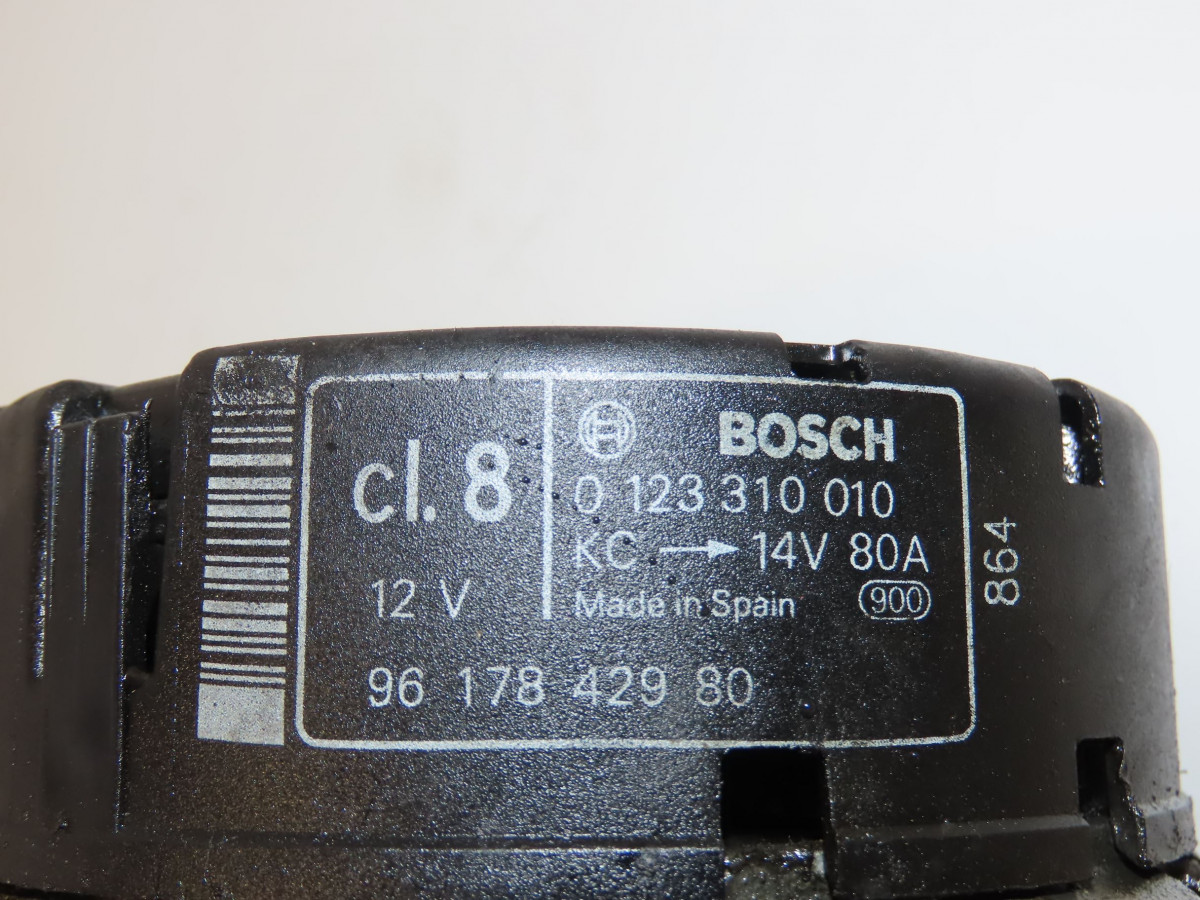 cl. 8
12 V
BOSCH
0 123 310 010
KC → 14V 80A
Made in Spain 900
96 178 429 80
864